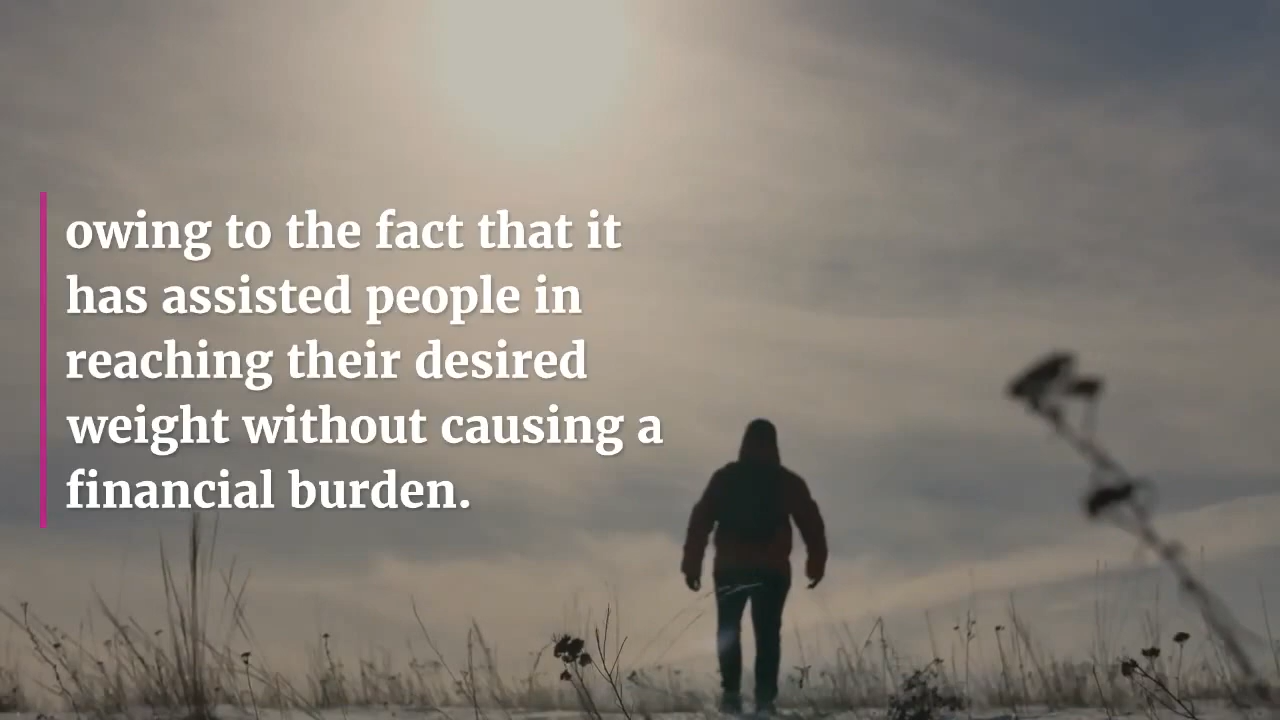 owing to the fact that it
has assisted people in
reaching their desired
weight without causing a
financial burden.